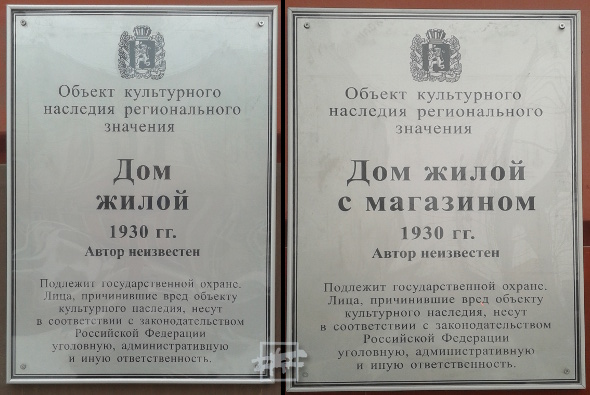 Объект культурного
наследия регионального
значения
Дом
жилой
1930 гг.
Автор неизвестен
Подлежит государственной охране.
Лица, причинившие вред объекту
культурного наследия, несут
в соответствии с законодательством
Российской Федерации
уголовную, административную
и иную ответственность.
Объект культурного
наследия регионального
значения
Дом жилой
с магазином
1930 гг.
Автор неизвестен
Подлежит государственной охране.
Лица, причинившие вред объекту
культурного наследия, несут
в соответствии с законодательством
Российской Федерации
уголовную, административную
и иную ответственность.